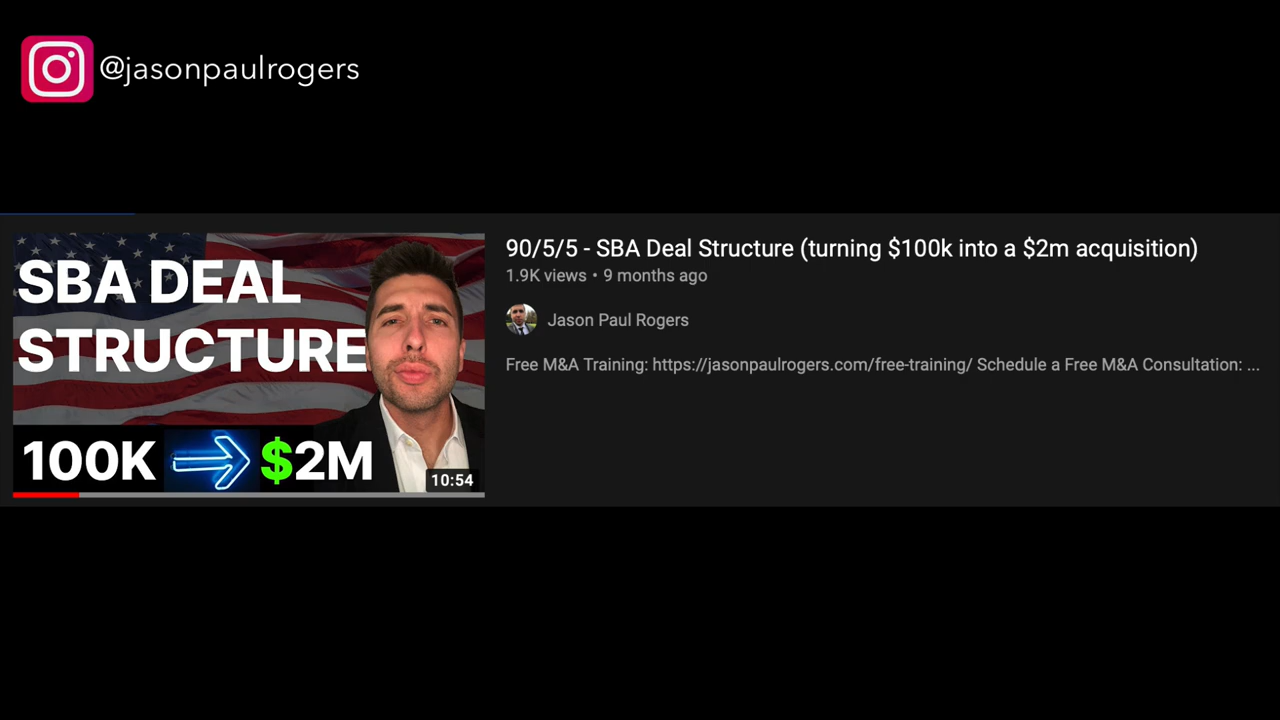 @jasonpaulrogers
SBA DEAL
STRUCTURE
100K $2M
10:54
90/5/5 - SBA Deal Structure (turning $100k into a $2m acquisition)
1.9K views • 9 months ago
Jason Paul Rogers
Free M&A Training: https://jasonpaulrogers.com/free-training/ Schedule a Free M&A Consultation: ...